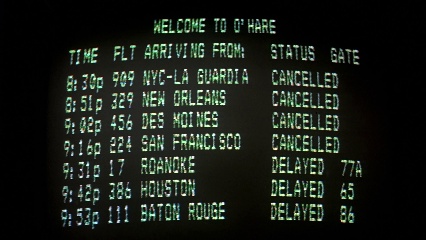 WELCOME TO O'HARE
TIME FLT ARRIVING FROM: STATUS GATE
8:30p 909 NYC-LA GUARDIA CANCELLED
8:51p 329 NEW ORLEANS CANCELLED
9:02p 456 DES MOINES CANCELLED
9:16p 224 SAN FRANCISCO CANCELLED
9:31p 17 ROANOKE DELAYED 77A
9:42p 386 HOUSTON DELAYED 65
9:53p 111 BATON ROUGE DELAYED 86